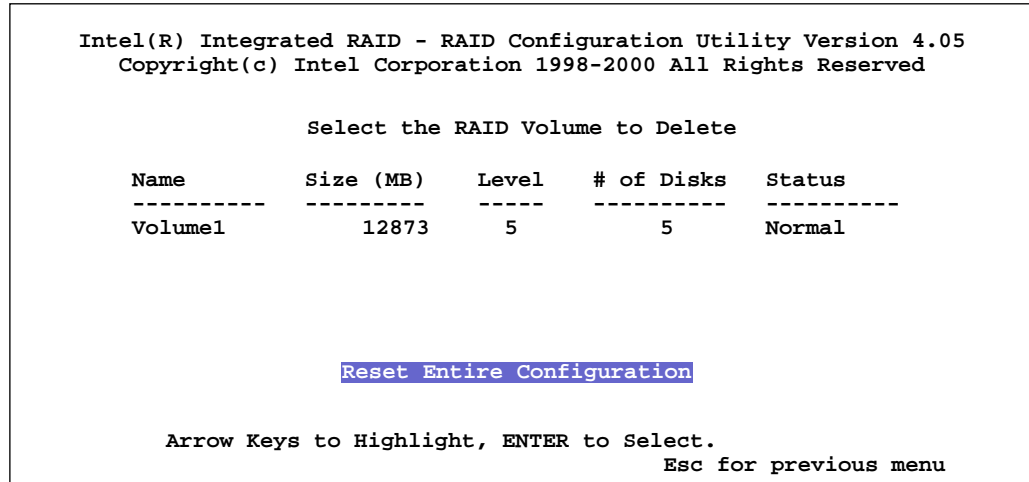 Intel(R) Integrated RAID - RAID Configuration Utility Version 4.05
Copyright(c) Intel Corporation 1998-2000 All Rights Reserved
Select the RAID Volume to Delete
Name Size (MB) Level # of Disks Status
---------- --------- ----- ---------- ----------
Volume1 12873 5 5 Normal
Reset Entire Configuration
Arrow Keys to Highlight, ENTER to Select.
Esc for previous menu